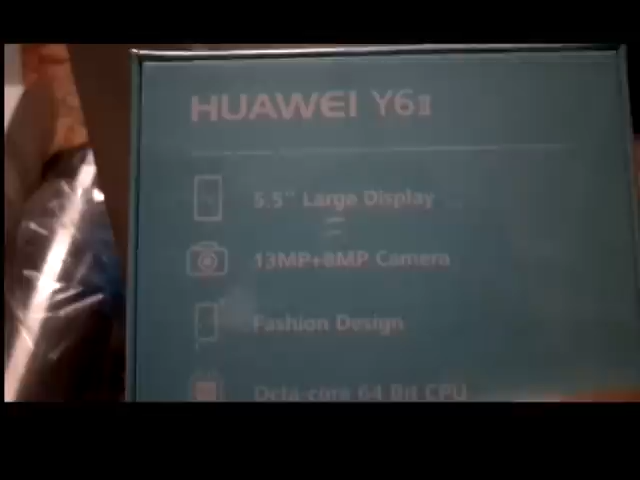 HUAWEI Y6II
5.5" Large Display
13MP+8MP Camera
Fashion Design
Octa-core 64 Bit CPU